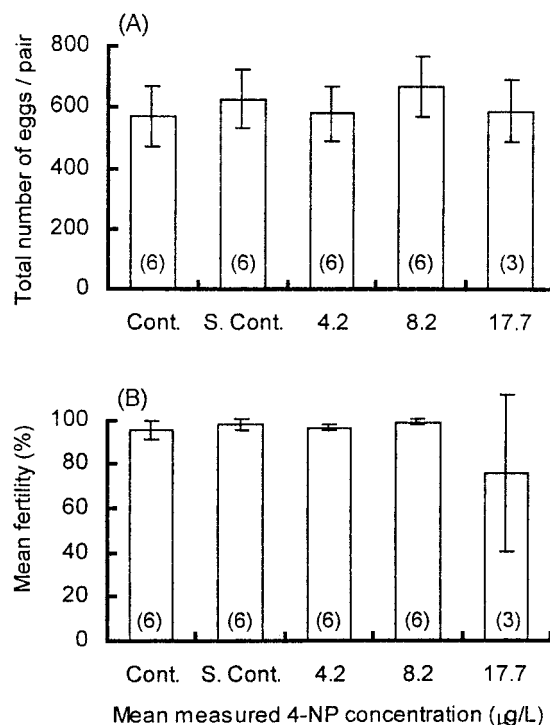 (A)
Total number of eggs / pair
800
600
400
200
0
(6) (6) (6) (6) (3)
Cont. S. Cont. 4.2 8.2 17.7
(B)
Mean fertility (%)
100
80
60
40
20
0
(6) (6) (6) (6) (3)
Cont. S. Cont. 4.2 8.2 17.7
Mean measured 4-NP concentration (μg/L)